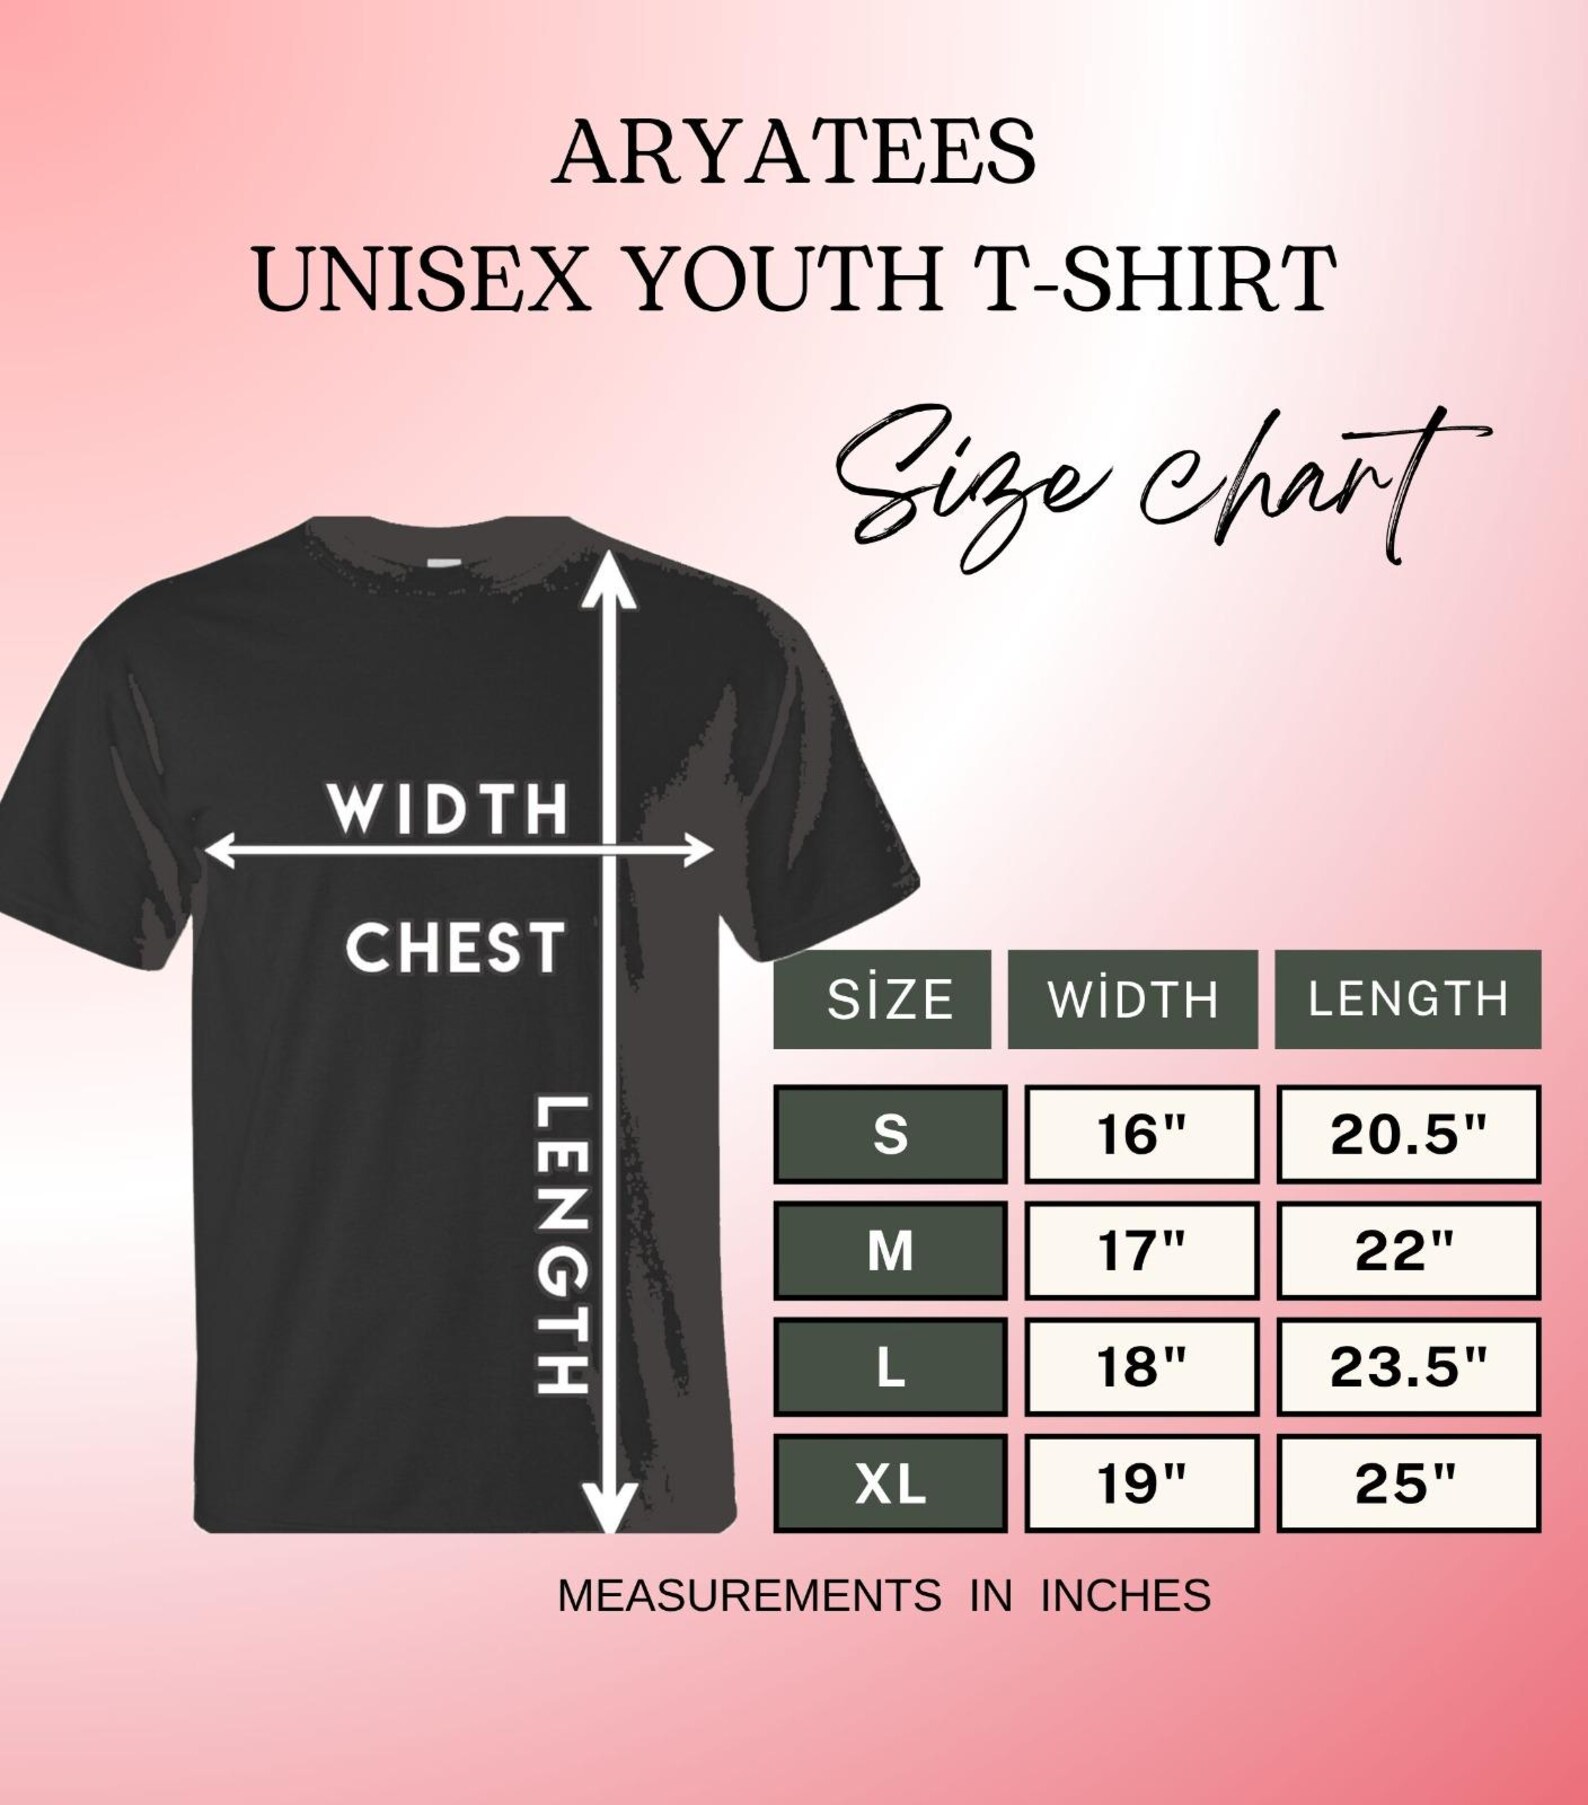 ARYATEES
UNISEX YOUTH T-SHIRT
Size chart
WIDTH
CHEST
LENGTH
SİZE WİDTH LENGTH
S 16" 20.5"
M 17" 22"
L 18" 23.5"
XL 19" 25"
MEASUREMENTS IN INCHES